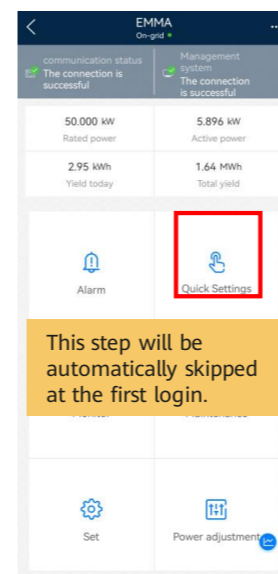 EMMA
On-grid
communication status
The connection is
successful
Management
system
The connection
is successful
50.000 kW
Rated power
5.896 kW
Active power
2.95 kWh
Yield today
1.64 MWh
Total yield
Alarm
Quick Settings
This step will be
automatically skipped
at the first login.
Set
Power adjustment